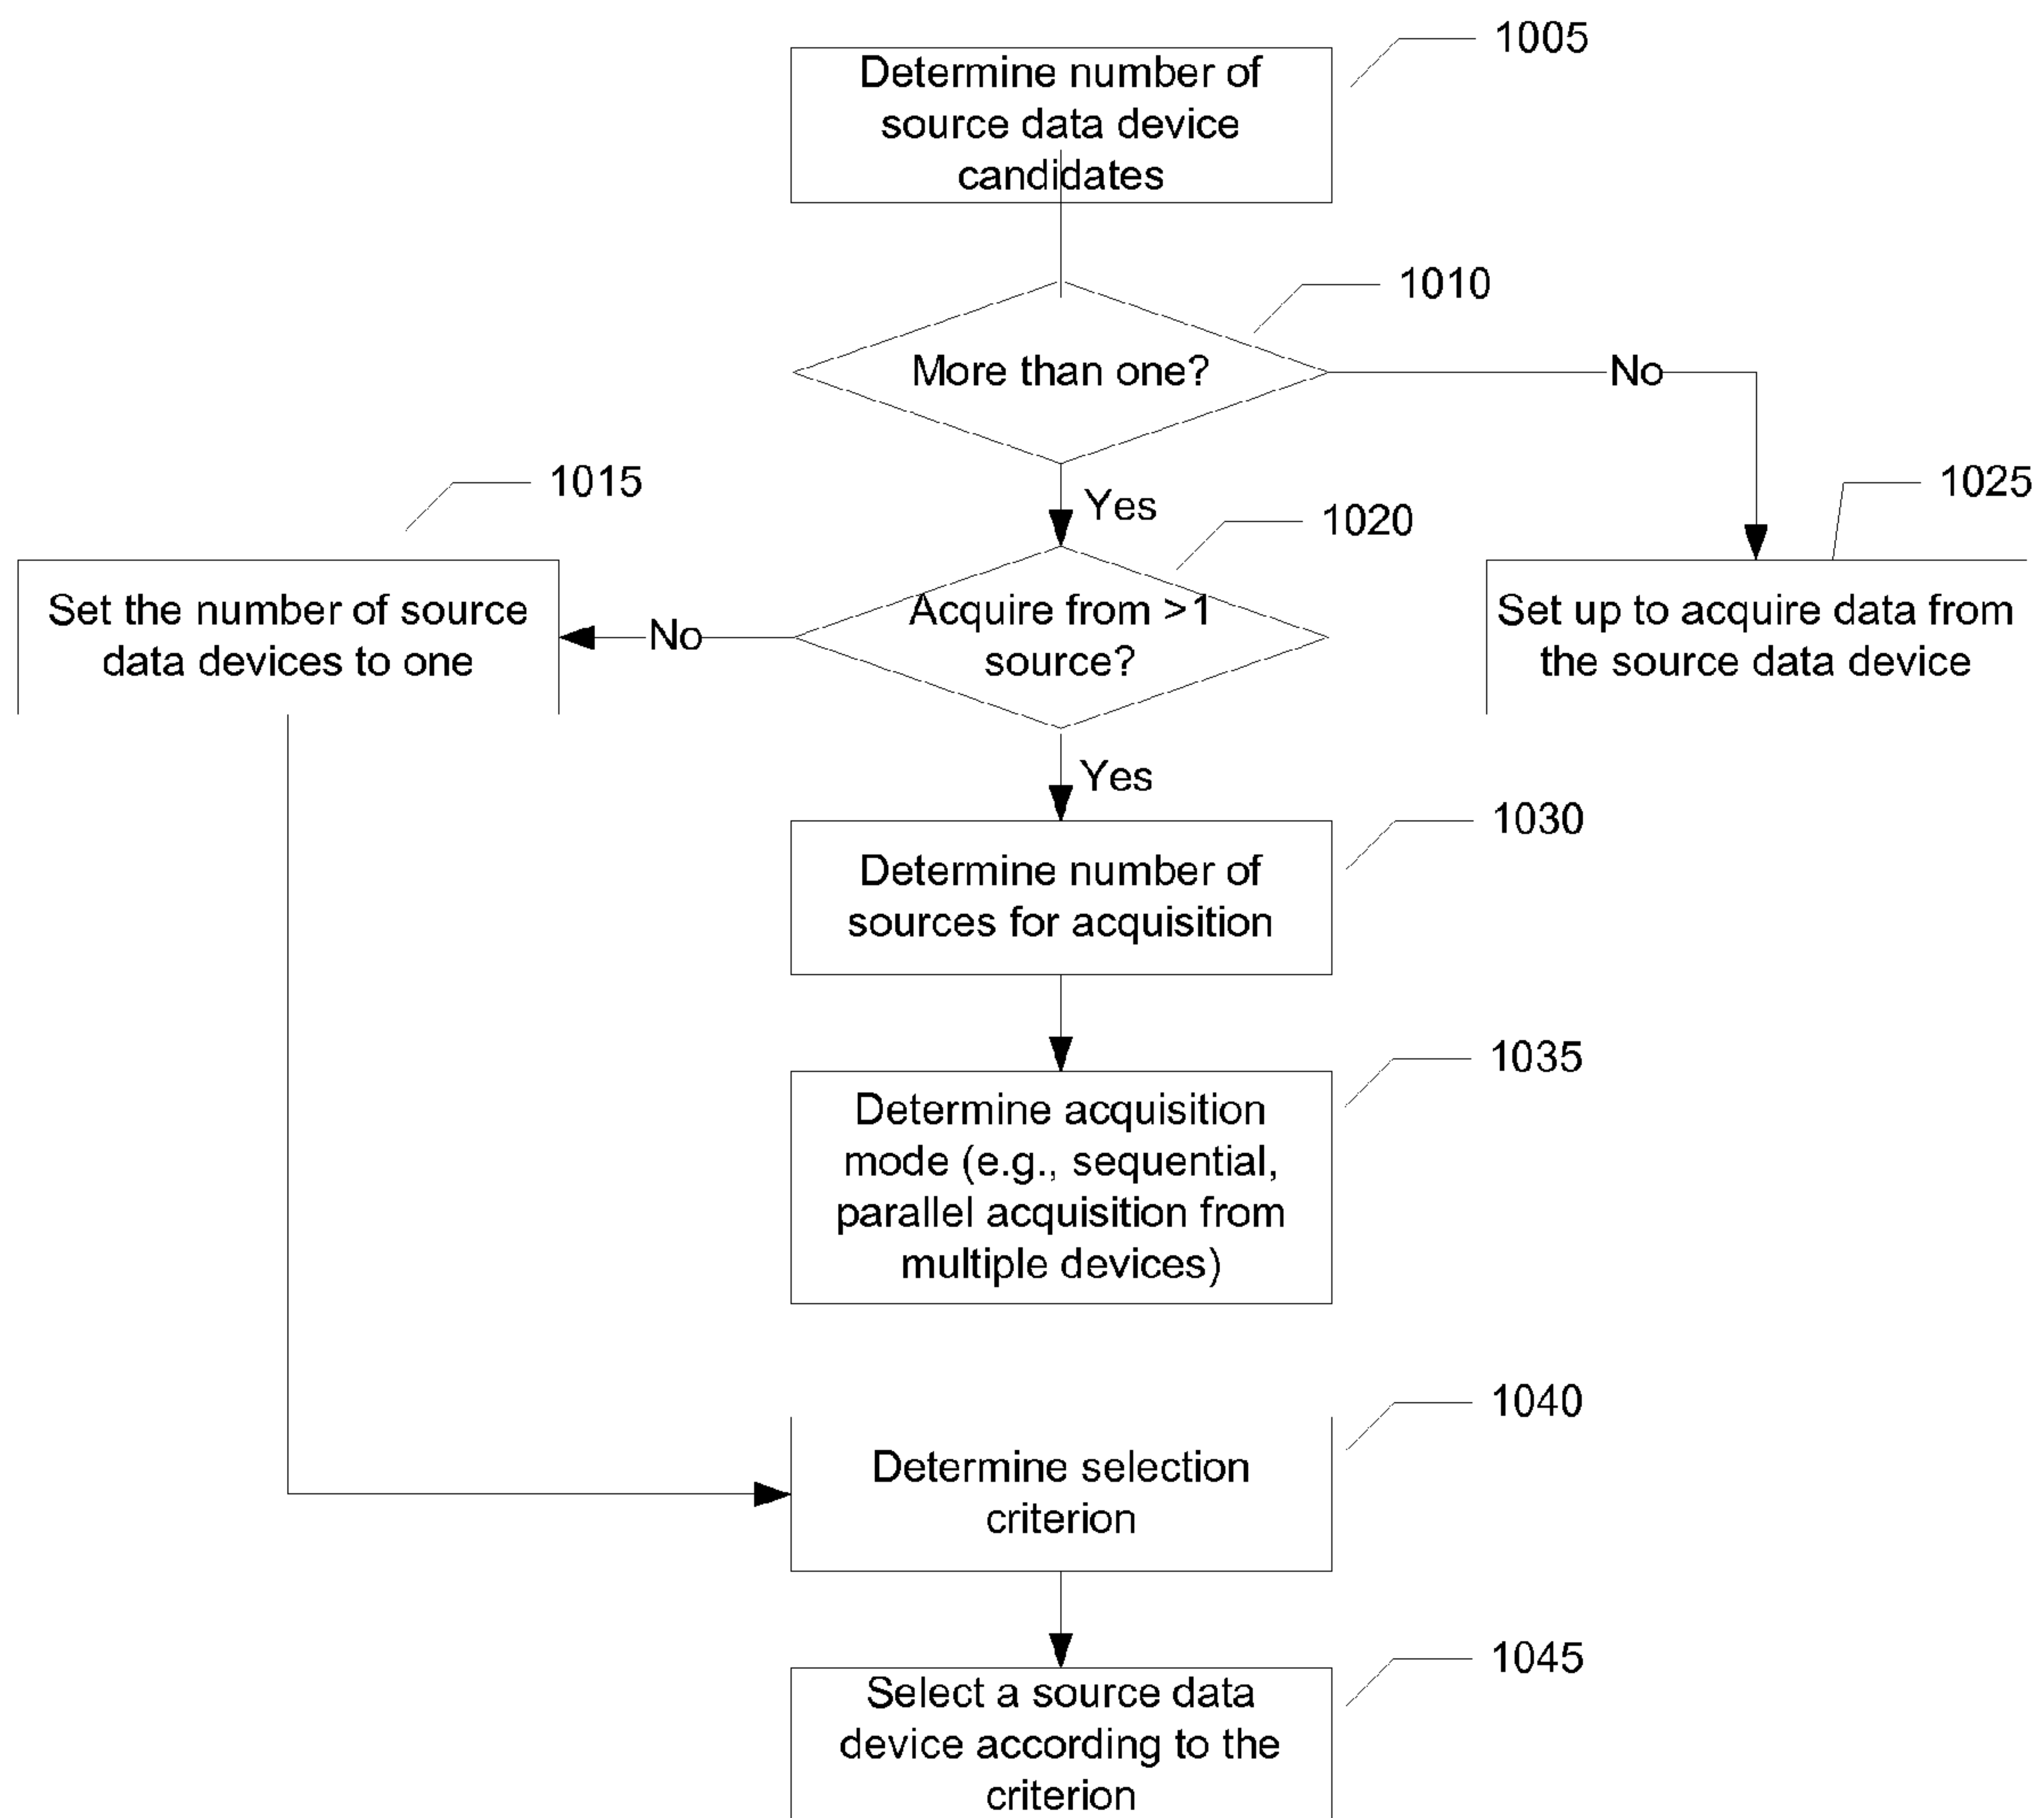 1005
Determine number of
source data device
candidates
1010
More than one?
No
1015
1025
Yes
1020
Set the number of source
data devices to one
No
Acquire from >1
source?
Set up to acquire data from
the source data device
Yes
1030
Determine number of
sources for acquisition
1035
Determine acquisition
mode (e.g., sequential,
parallel acquisition from
multiple devices)
1040
Determine selection
criterion
1045
Select a source data
device according to the
criterion